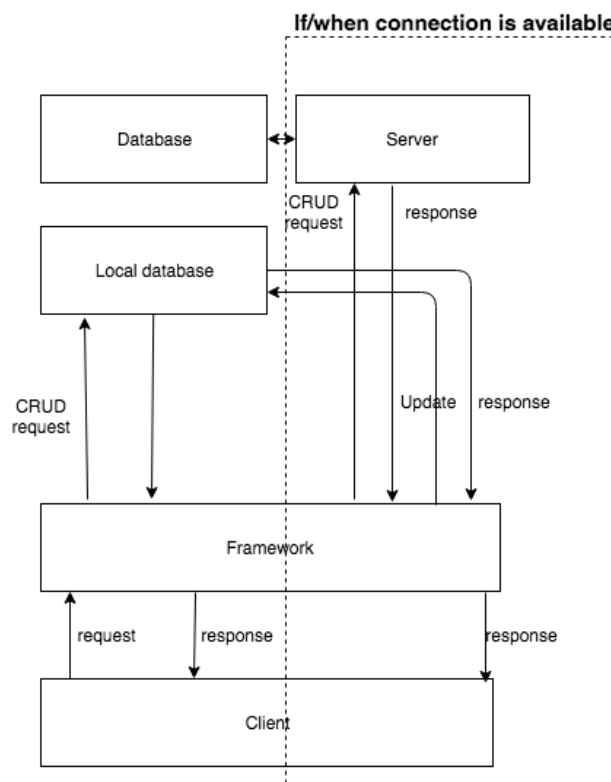 If/when connection is available
Database
Server
CRUD
request
response
Local database
CRUD
request
Update
response
Framework
request
response
response
Client